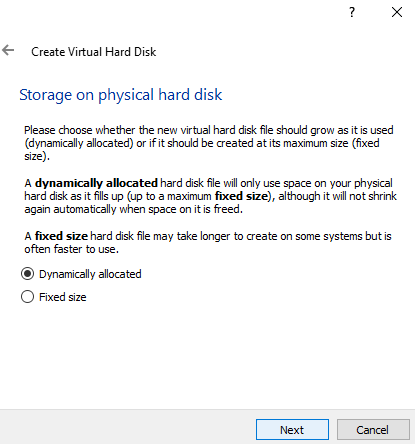 ?
Create Virtual Hard Disk
Storage on physical hard disk
Please choose whether the new virtual hard disk file should grow as it is used
(dynamically allocated) or if it should be created at its maximum size (fixed
size).
A dynamically allocated hard disk file will only use space on your physical
hard disk as it fills up (up to a maximum fixed size), although it will not shrink
again automatically when space on it is freed.
A fixed size hard disk file may take longer to create on some systems but is
often faster to use.
Dynamically allocated
Fixed size
Next Cancel